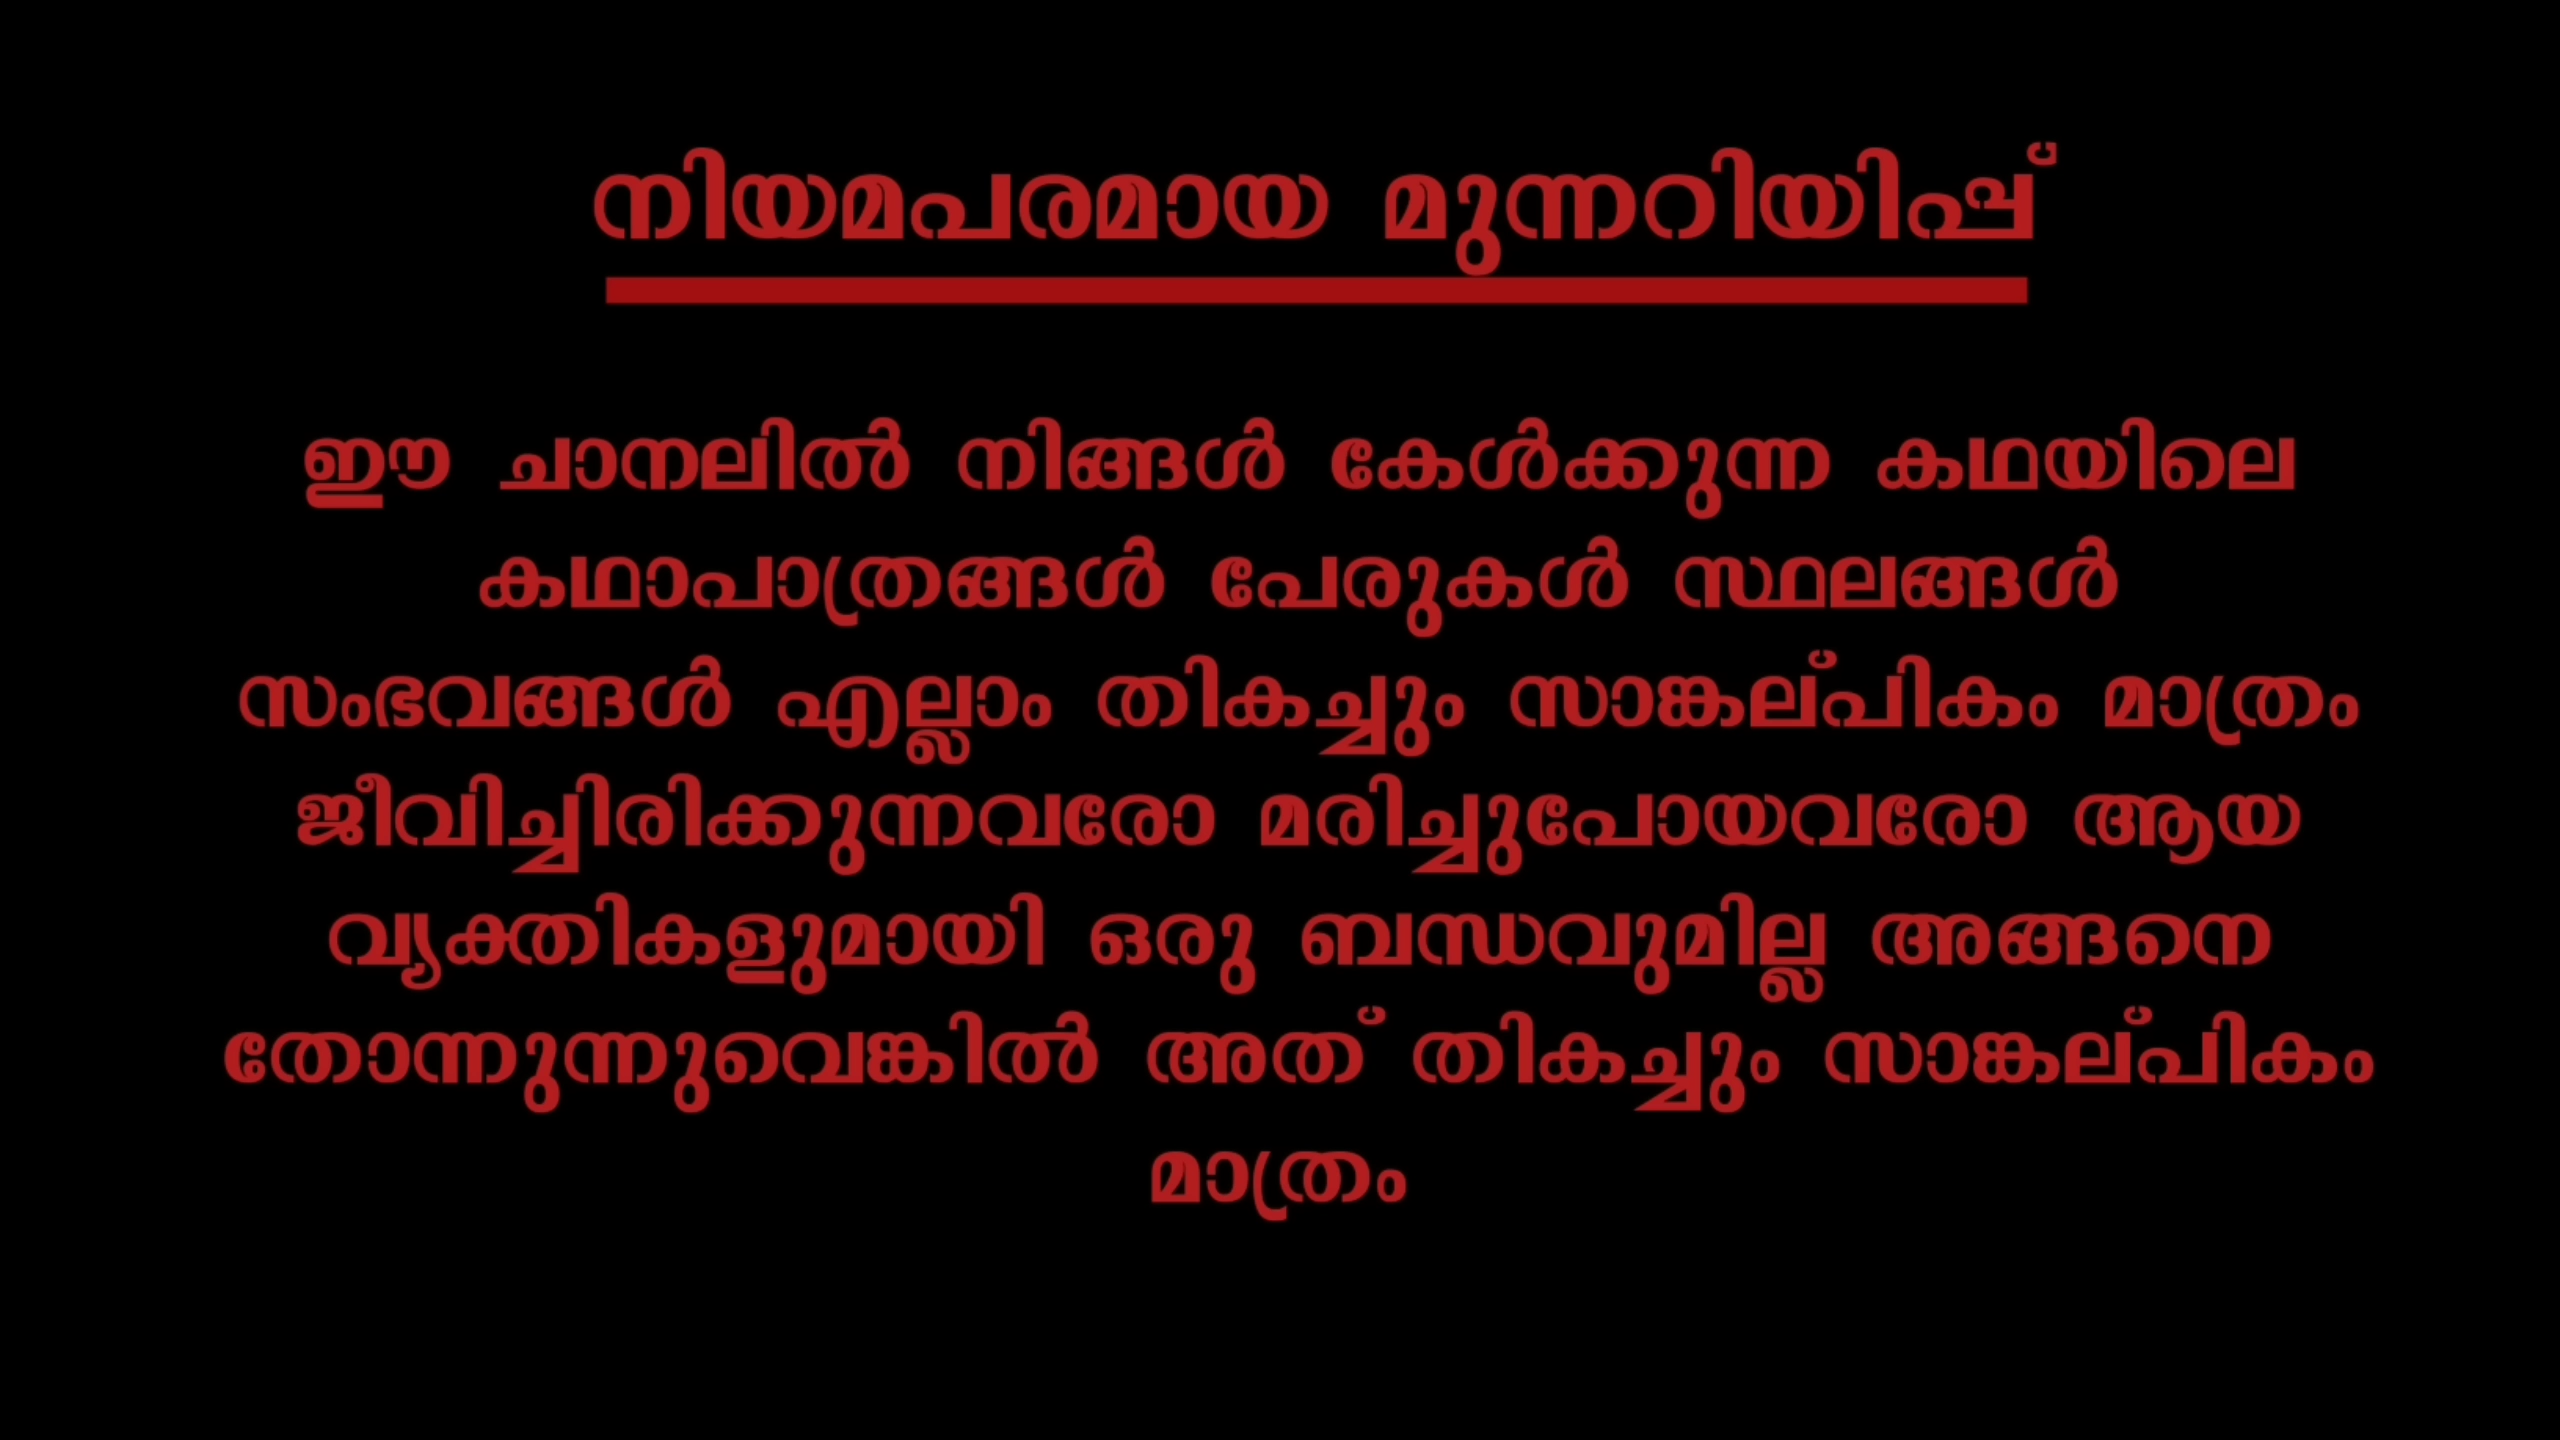 നിയമപരമായ മുന്നറിയിപ്പ്
ഈ ചാനലിൽ നിങ്ങൾ കേൾക്കുന്ന കഥയിലെ
കഥാപാത്രങ്ങൾ പേരുകൾ സ്ഥലങ്ങൾ
സംഭവങ്ങൾ എല്ലാം തികച്ചും സാങ്കല്പികം മാത്രം
ജീവിച്ചിരിക്കുന്നവരോ മരിച്ചുപോയവരോ ആയ
വ്യക്തികളുമായി ഒരു ബന്ധവുമില്ല അങ്ങനെ
തോന്നുന്നുവെങ്കിൽ അത് തികച്ചും സാങ്കല്പികം
മാത്രം